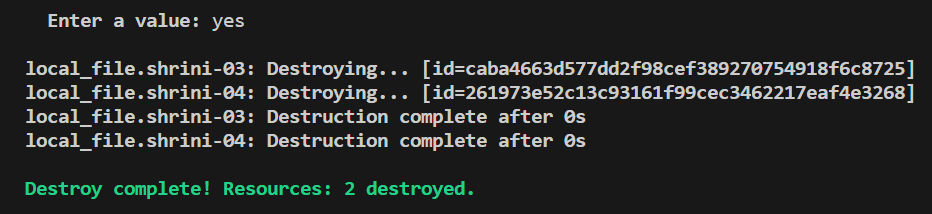 Enter a value: yes
local_file.shrini-03: Destroying... [id=caba4663d577dd2f98cef389270754918f6c8725]
local_file.shrini-04: Destroying... [id=261973e52c13c93161f99cec3462217eaf4e3268]
local_file.shrini-03: Destruction complete after 0s
local_file.shrini-04: Destruction complete after 0s
Destroy complete! Resources: 2 destroyed.